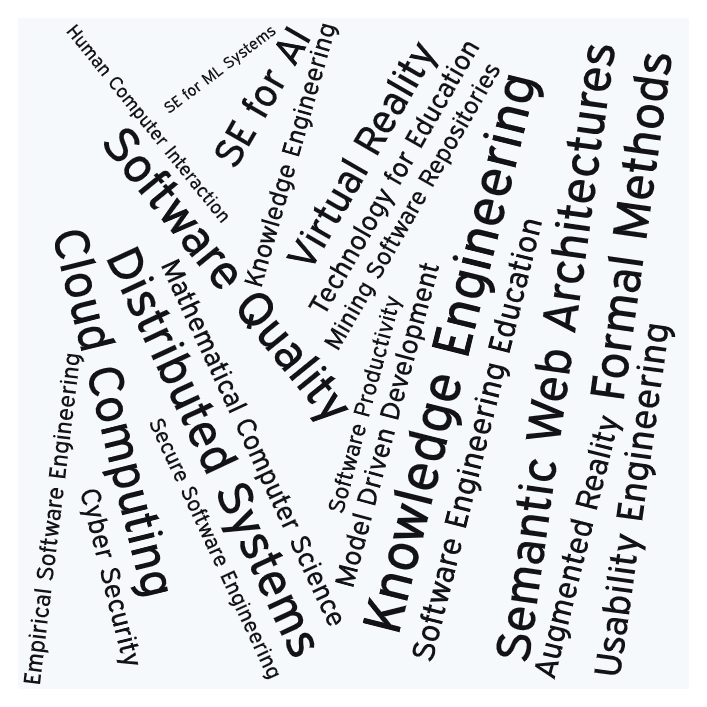 Human Computer Interaction
SE for ML Systems
SE for AI
Knowledge Engineering
Virtual Reality
Technology for Education
Mining Software Repositories
Software Quality
Knowledge Engineering
Semantic Web Architectures
Formal Methods
Cloud Computing
Distributed Systems
Mathematical Computer Science
Software Productivity
Model Driven Development
Software Engineering Education
Augmented Reality
Usability Engineering
Empirical Software Engineering
Cyber Security
Secure Software Engineering